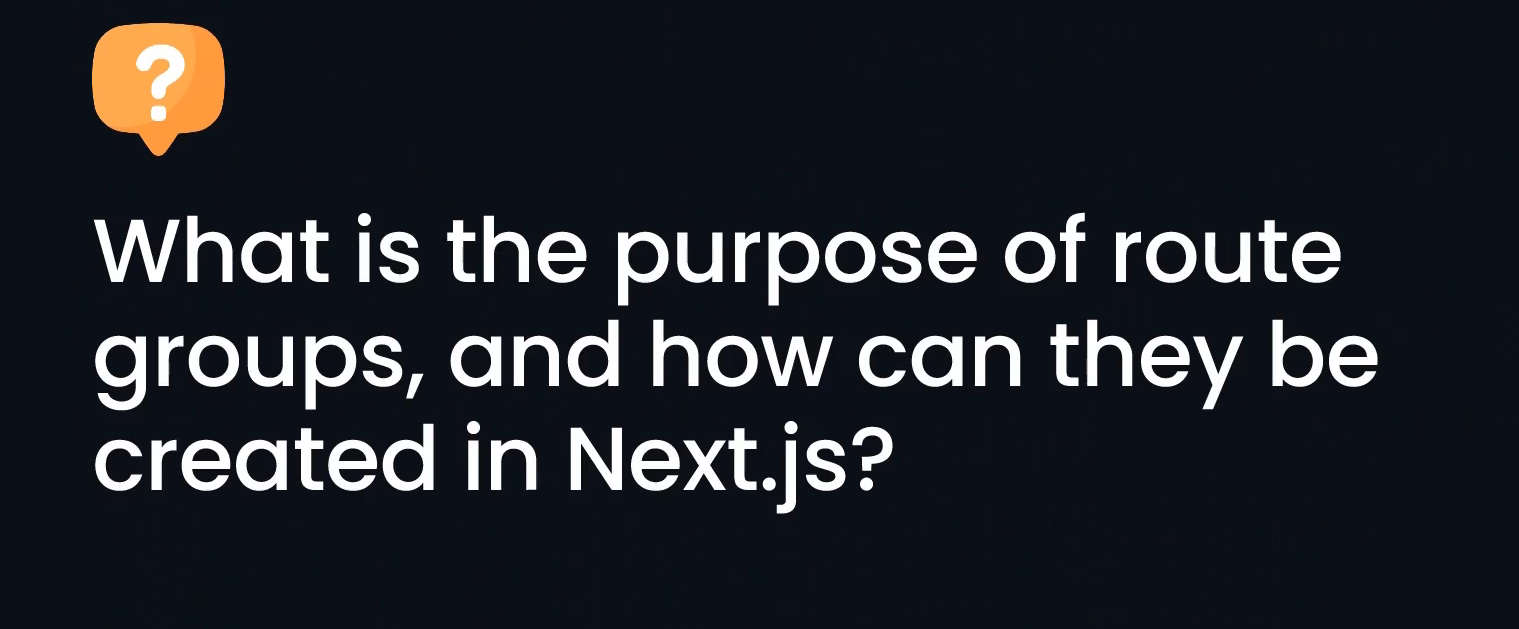 ?
What is the purpose of route
groups, and how can they be
created in Next.js?